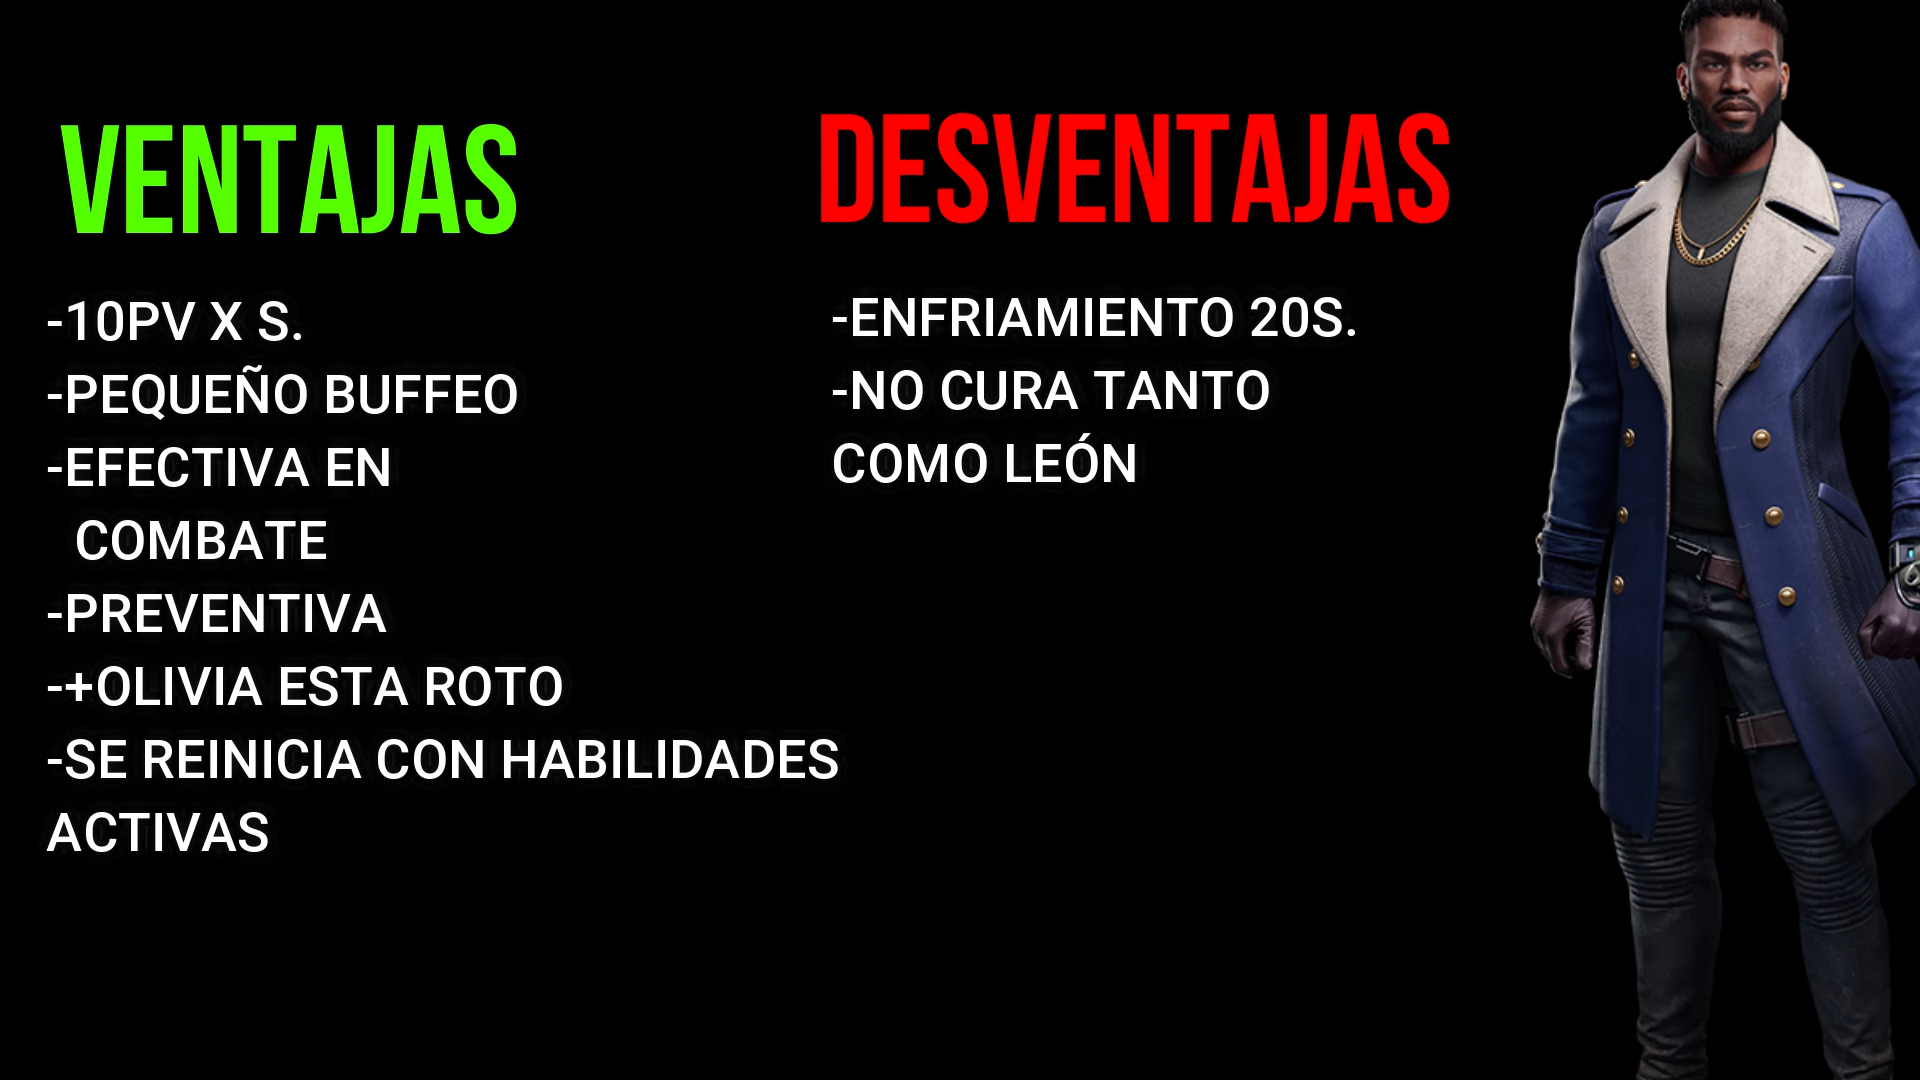 VENTAJAS
-10PV X S.
-PEQUEÑO BUFFEO
-EFECTIVA EN
COMBATE
-PREVENTIVA
-+OLIVIA ESTA ROTO
-SE REINICIA CON HABILIDADES
ACTIVAS
DESVENTAJAS
-ENFRIAMIENTO 20S.
-NO CURA TANTO
COMO LEÓN